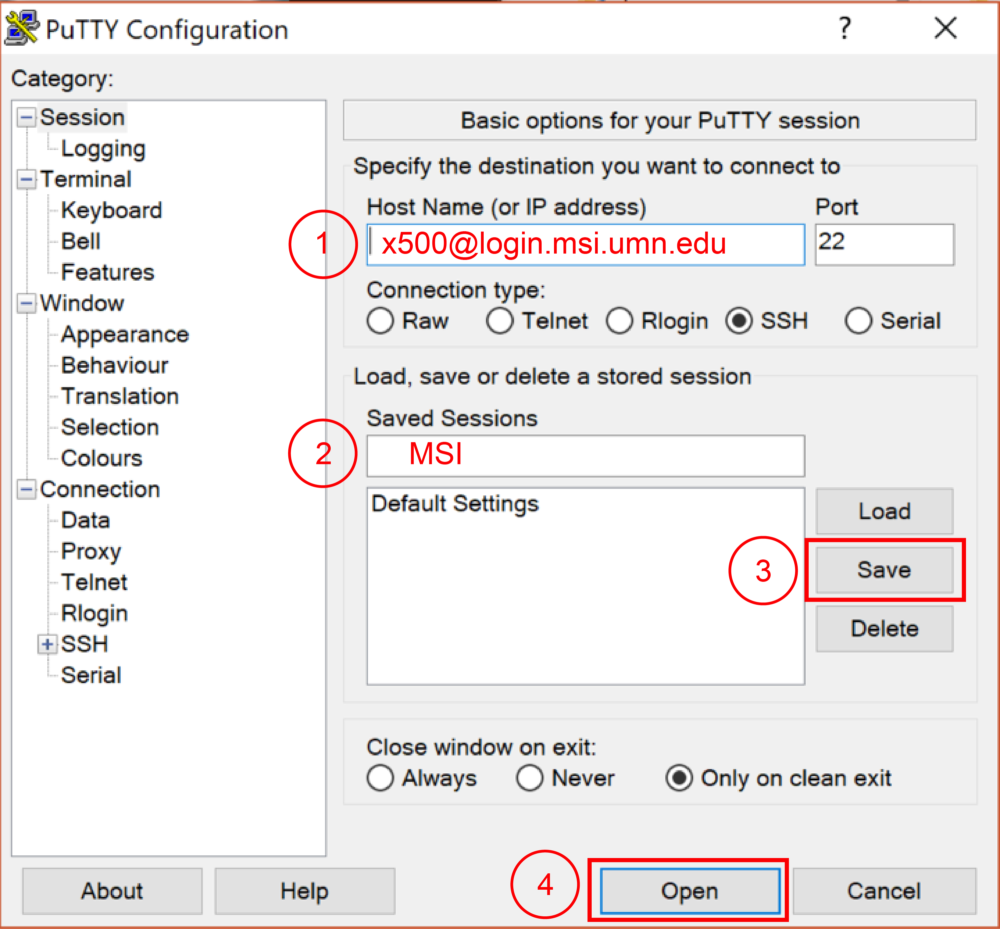 PuTTY Configuration
?
Category:
Session
Logging
Terminal
Keyboard
Bell
Features
Window
Appearance
Behaviour
Translation
Selection
Colours
Connection
Data
Proxy
Telnet
Rlogin
SSH
Serial
Basic options for your PuTTY session
Specify the destination you want to connect to
Host Name (or IP address) Port
1 x500@login.msi.umn.edu 22
Connection type:
Raw Telnet Rlogin SSH Serial
Load, save or delete a stored session
Saved Sessions
2 MSI
Default Settings
Load
3 Save
Delete
Close window on exit:
Always Never Only on clean exit
About Help 4 Open Cancel